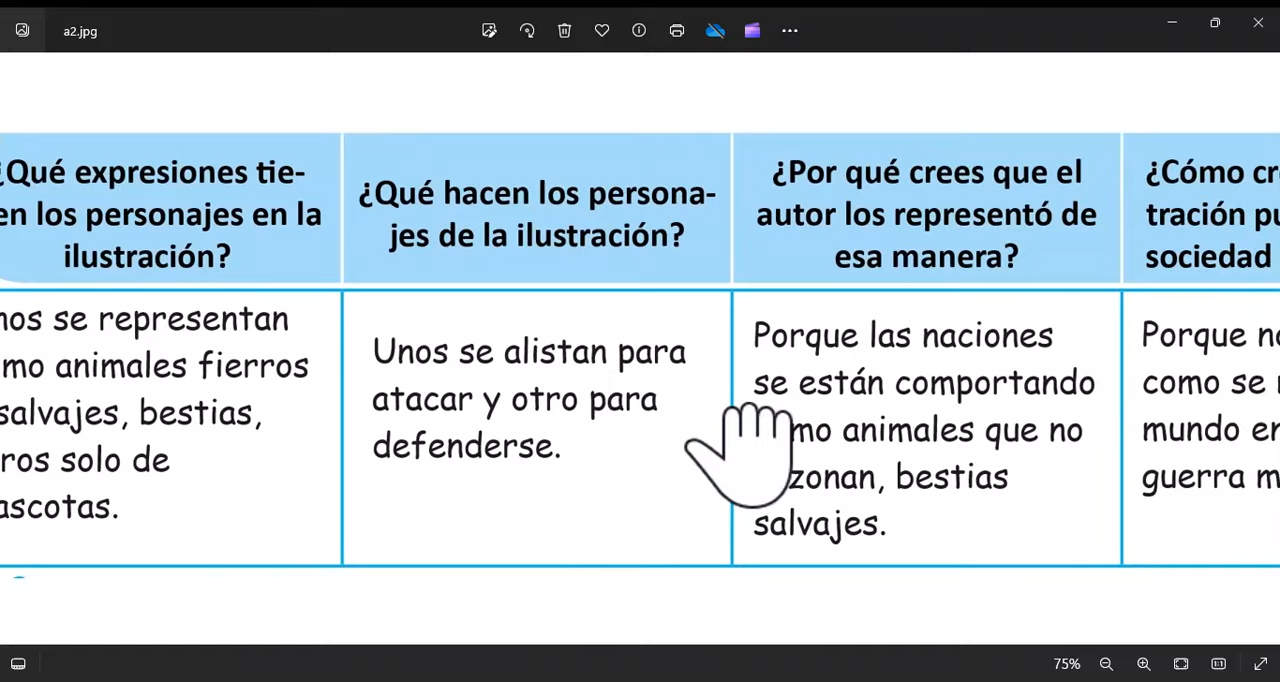 a2.jpg
¿Qué expresiones tie-
en los personajes en la
ilustración?
nos se representan
mo animales fierros
salvajes, bestias,
ros solo de
ascotas.
¿Qué hacen los persona-
jes de la ilustración?
Unos se alistan para
atacar y otro para
defenderse.
¿Por qué crees que el
autor los representó de
esa manera?
Porque las naciones
se están comportando
mo animales que no
zonan, bestias
salvajes.
¿Cómo cr
tración pu
sociedad
Porque n
como se
mundo en
guerra m
75%